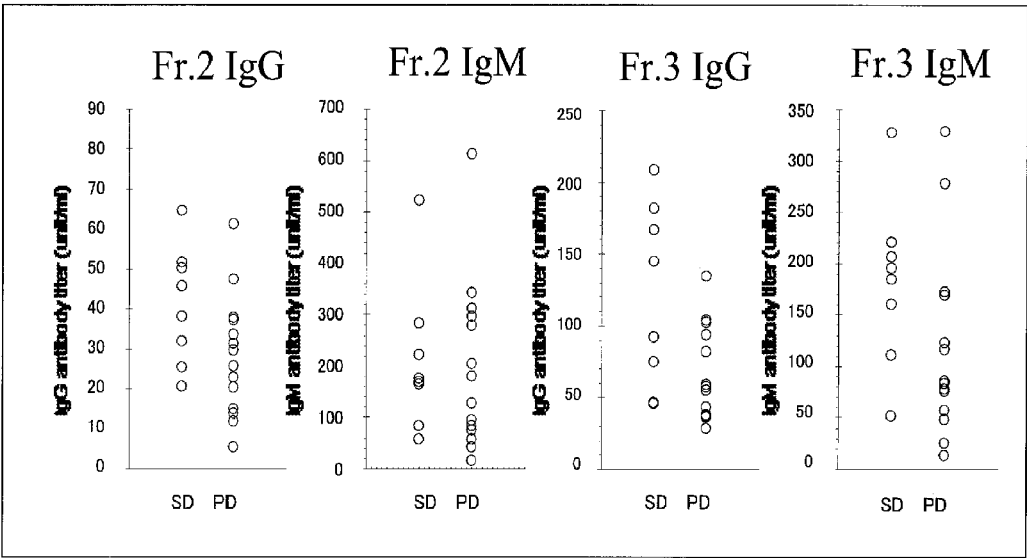 Fr.2 IgG
IgG antibody titer (unit/ml)
90
80
70
60
50
40
30
20
10
0
SD PD
Fr.2 IgM
IgM antibody titer (unit/ml)
700
600
500
400
300
200
100
0
SD PD
Fr.3 IgG
IgG antibody titer (unit/ml)
250
200
150
100
50
0
SD PD
Fr.3 IgM
IgM antibody titer (unit/ml)
350
300
250
200
150
100
50
0
SD PD